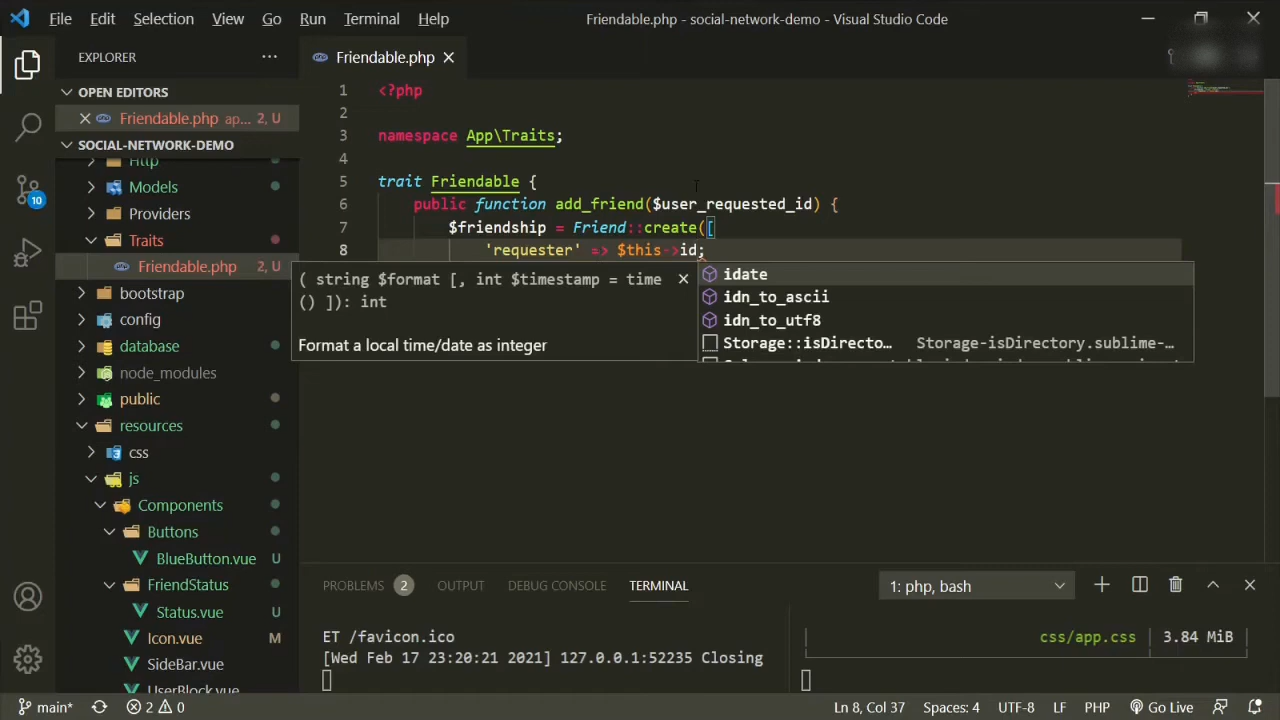 File Edit Selection View Go Run Terminal Help
Friendable.php - social-network-demo - Visual Studio Code
EXPLORER
OPEN EDITORS
Friendable.php ap... 2, U
SOCIAL-NETWORK-DEMO
Http
Models
Providers
Traits
Friendable.php 2, U
bootstrap
config
database
node_modules
public
resources
css
js
Components
Buttons
BlueButton.vue U
FriendStatus
Status.vue U
Icon.vue M
SideBar.vue
UserBlock.vue
10
Friendable.php
1 <?php
2
3 namespace App\Traits;
4
5 trait Friendable {
6 public function add_friend($user_requested_id) {
7 $friendship = Friend::create([
8 'requester' => $this->id;
( string $format [, int $timestamp = time
() ]): int
Format a local time/date as integer
idate
idn_to_ascii
idn_to_utf8
Storage::isDirecto... Storage-isDirectory.sublime-...
PROBLEMS 2 OUTPUT DEBUG CONSOLE TERMINAL
1: php, bash
ET /favicon.ico
[Wed Feb 17 23:20:21 2021] 127.0.0.1:52235 Closing
css/app.css 3.84 MiB
main* 2 0
Ln 8, Col 37 Spaces: 4 UTF-8 LF PHP Go Live